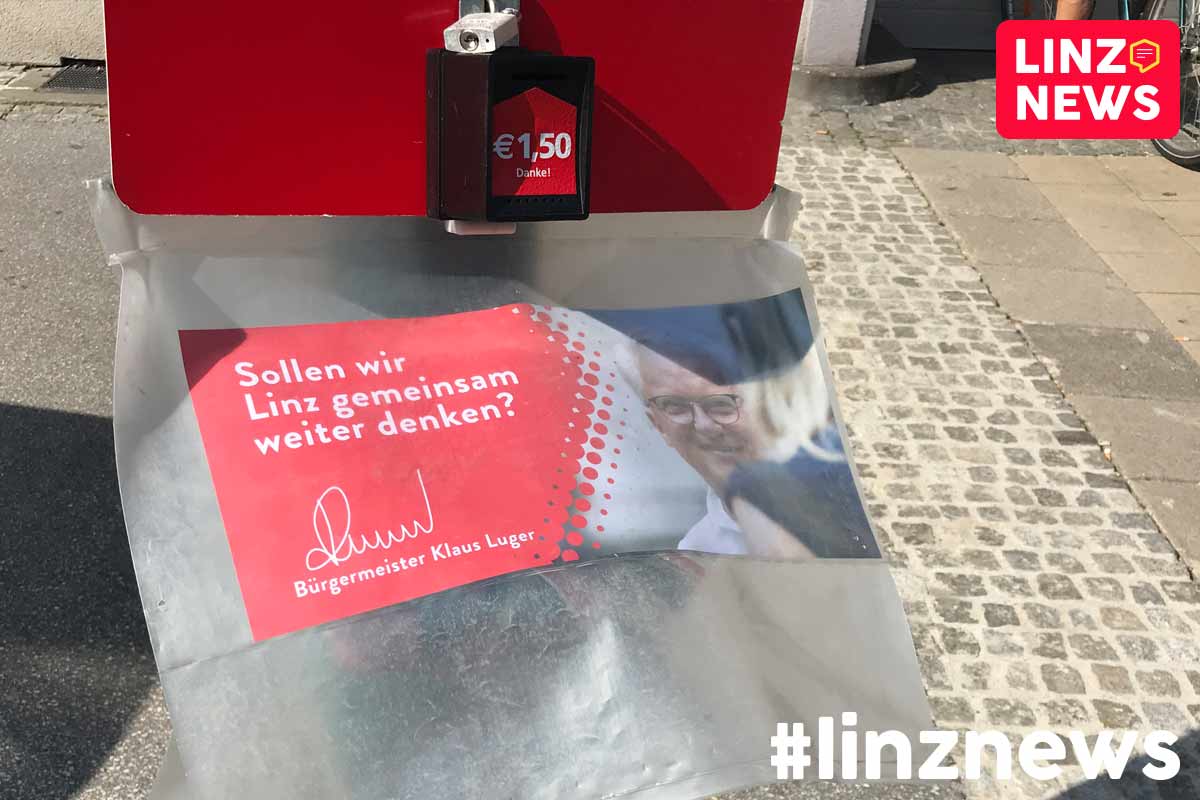 LINZ
NEWS
€1,50
Danke!
Sollen wir
Linz gemeinsam
weiter denken?
Bürgermeister Klaus Luger
#linznews